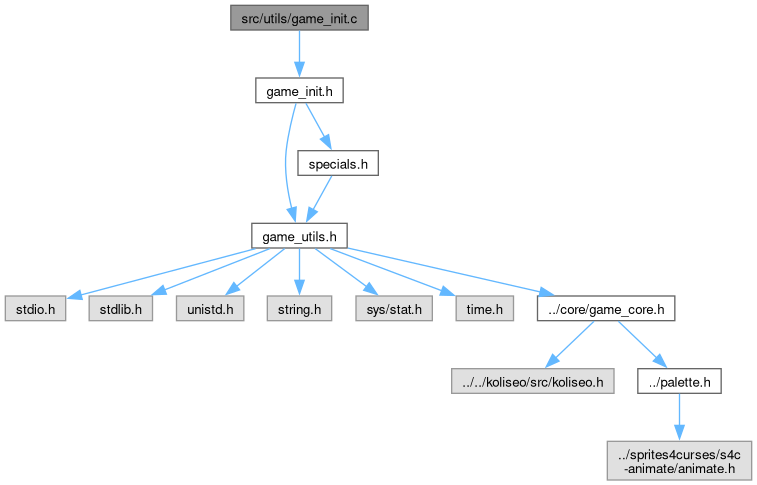 src/utils/game_init.c
game_init.h
specials.h
game_utils.h
stdio.h
stdlib.h
unistd.h
string.h
sys/stat.h
time.h
../core/game_core.h
../../koliseo/src/koliseo.h
../palette.h
../sprites4curses/s4c
-animate/animate.h